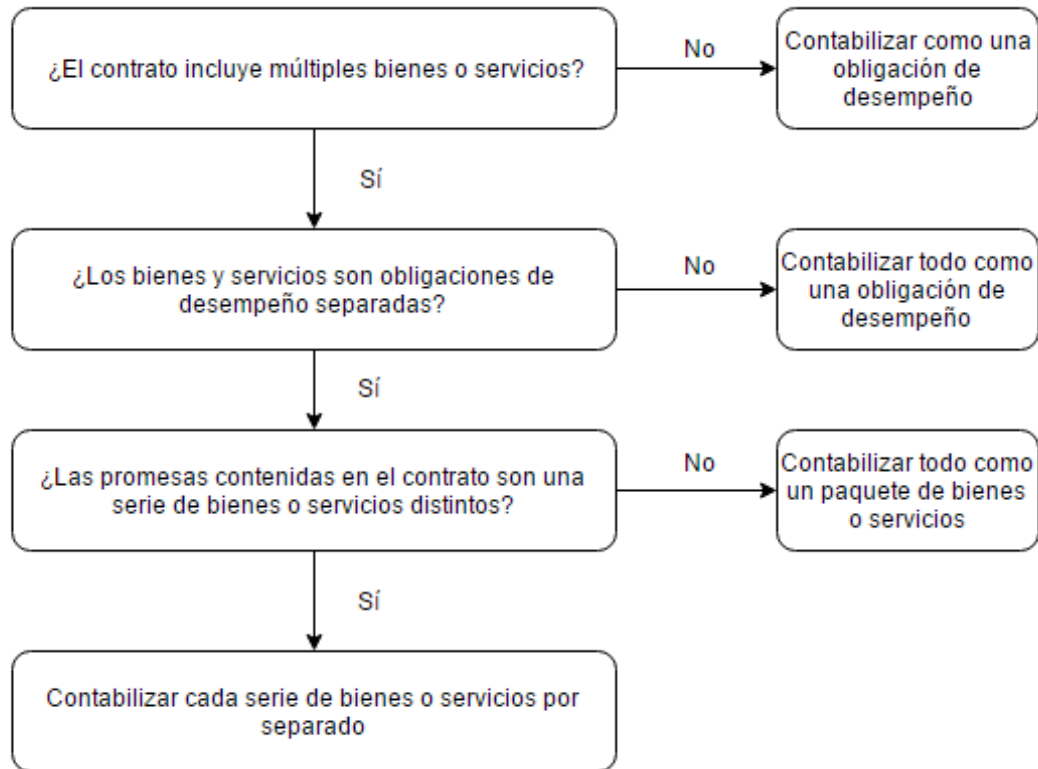 ¿El contrato incluye múltiples bienes o servicios?
No
Contabilizar como una
obligación de
desempeño
Sí
¿Los bienes y servicios son obligaciones de
desempeño separadas?
No
Contabilizar todo como
una obligación de
desempeño
Sí
¿Las promesas contenidas en el contrato son una
serie de bienes o servicios distintos?
No
Contabilizar todo como
un paquete de bienes
o servicios
Sí
Contabilizar cada serie de bienes o servicios por
separado